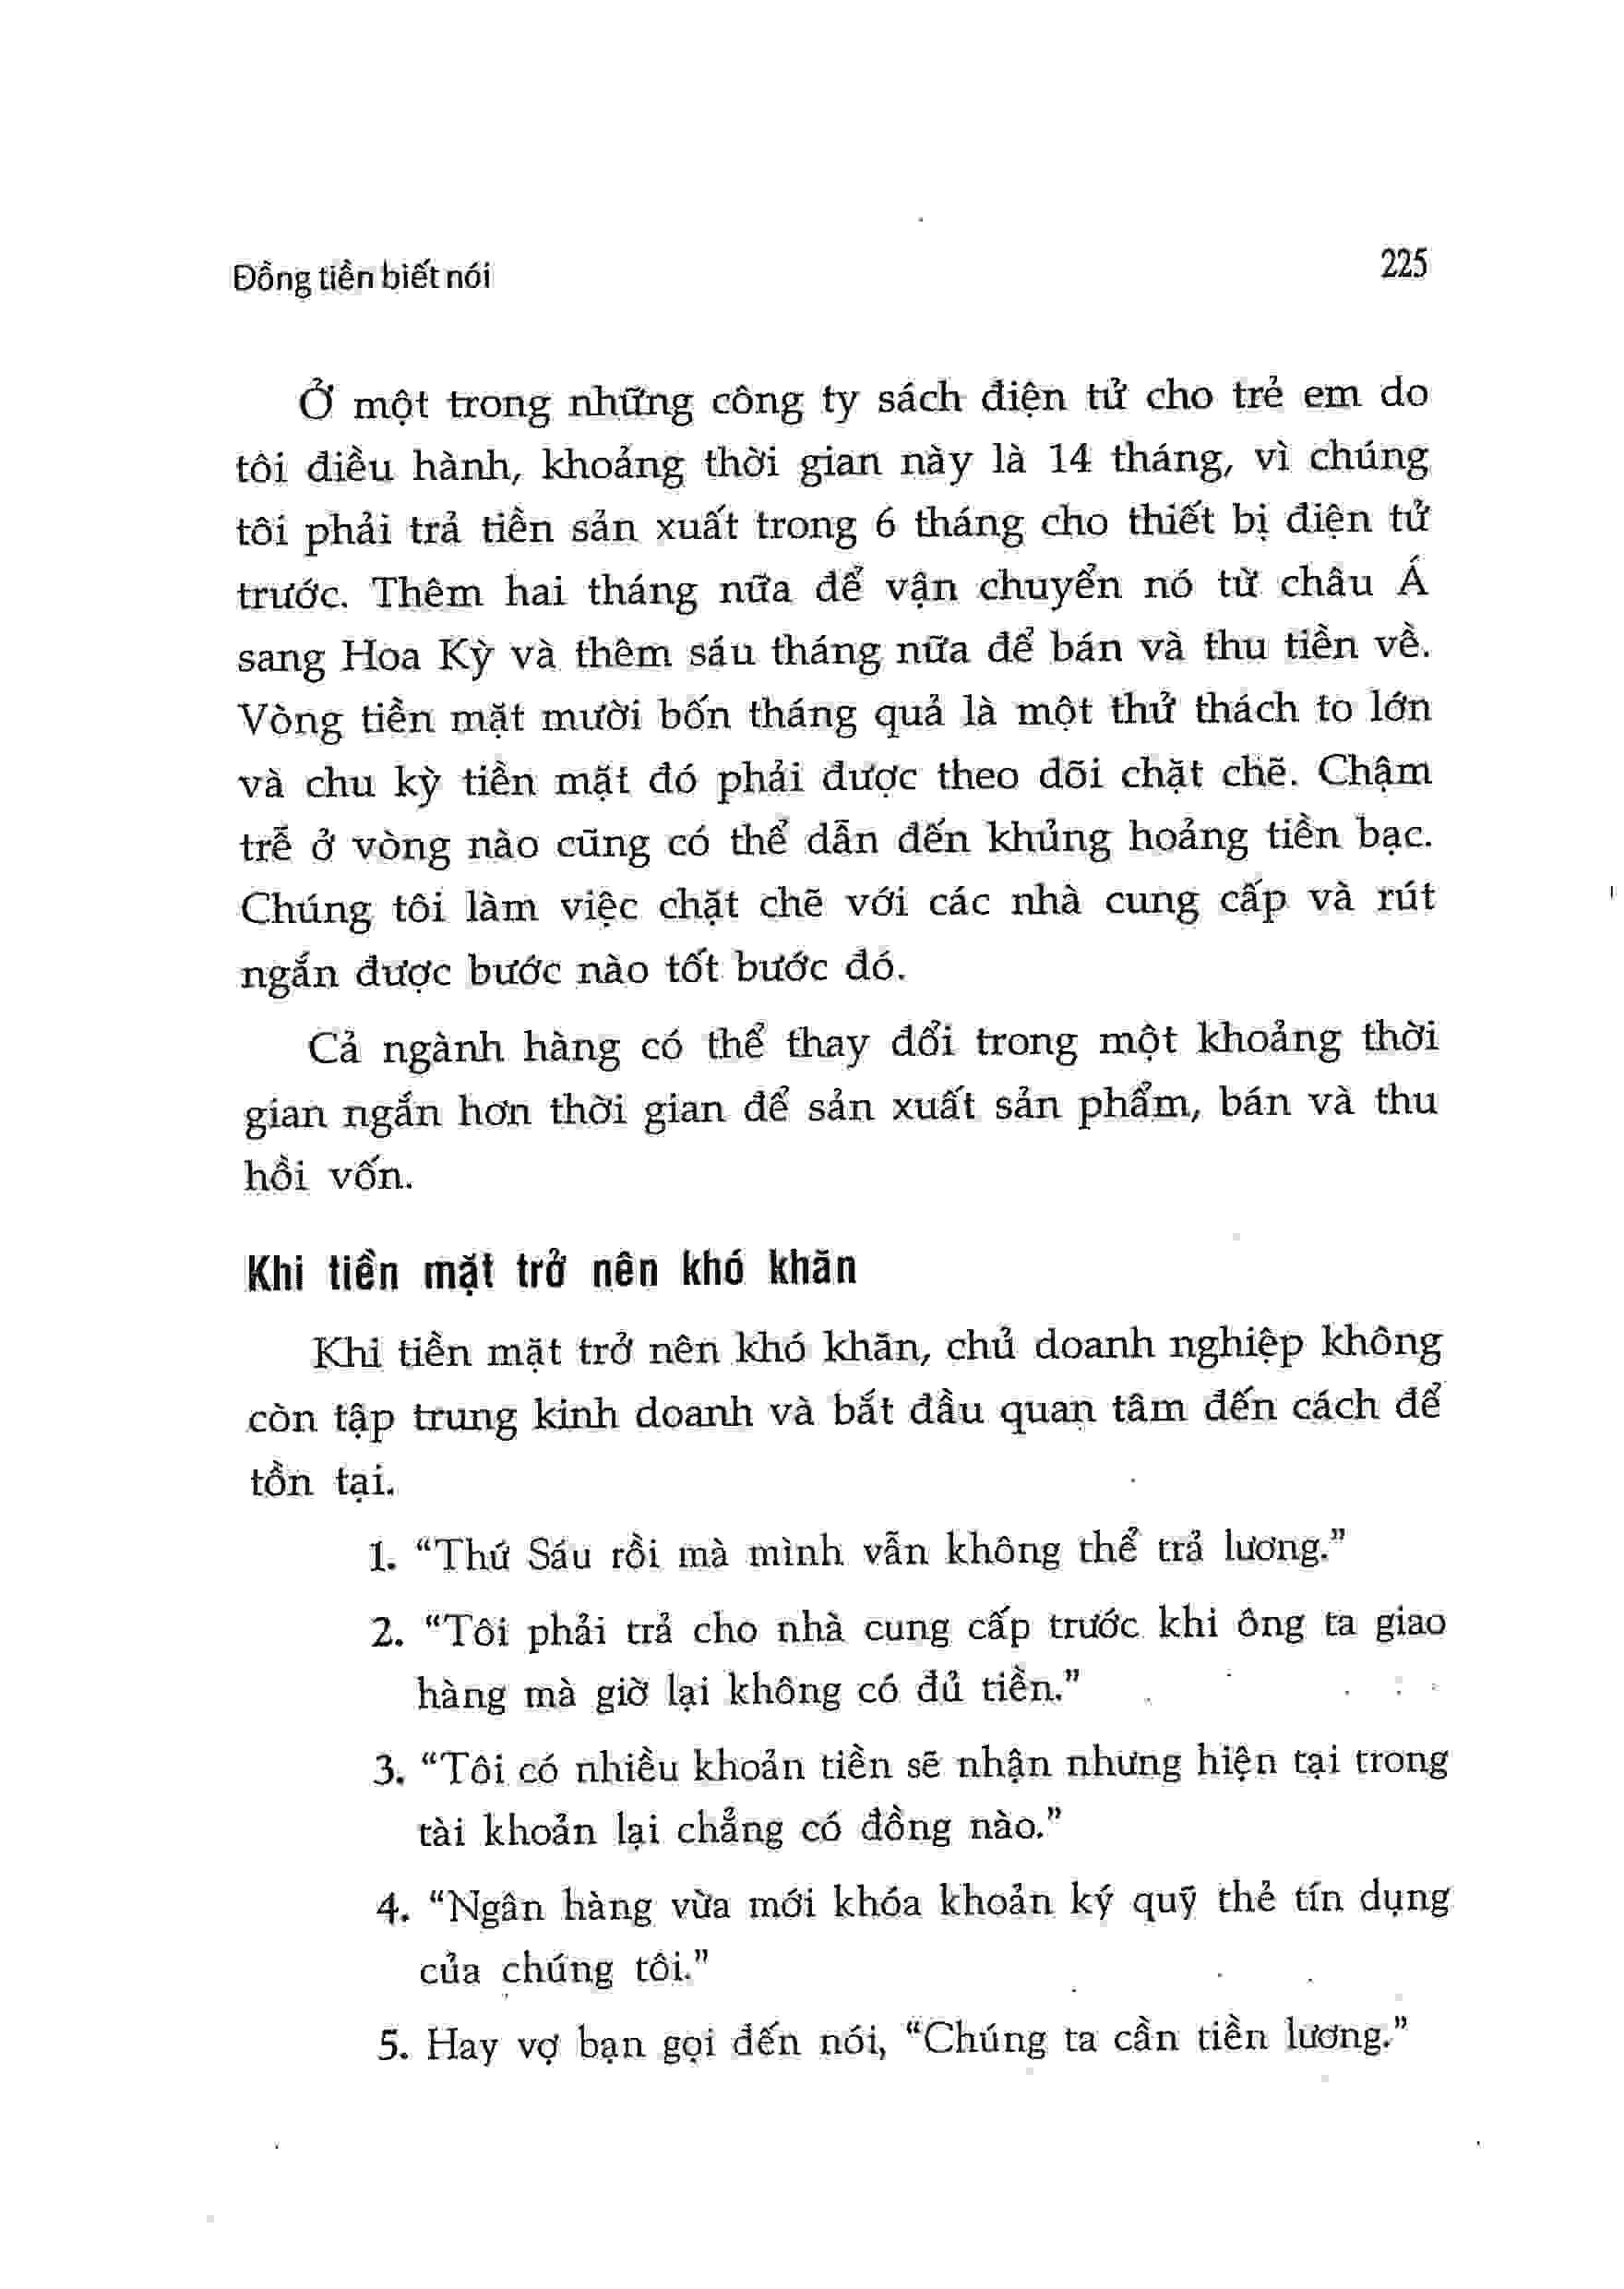 Đồng tiền biết nói
225
Ở một trong những công ty sách điện tử cho trẻ em do
tôi điều hành, khoảng thời gian này là 14 tháng, vì chúng
tôi phải trả tiền sản xuất trong 6 tháng cho thiết bị điện tử
trước. Thêm hai tháng nữa để vận chuyển nó từ châu Á
sang Hoa Kỳ và thêm sáu tháng nữa để bán và thu tiền về.
Vòng tiền mặt mười bốn tháng quả là một thử thách to lớn
và chu kỳ tiền mặt đó phải được theo dõi chặt chẽ. Chậm
trễ ở vòng nào cũng có thể dẫn đến khủng hoảng tiền bạc.
Chúng tôi làm việc chặt chẽ với các nhà cung cấp và rút
ngắn được bước nào tốt bước đó.
Cả ngành hàng có thể thay đổi trong một khoảng thời
gian ngắn hơn thời gian để sản xuất sản phẩm, bán và thu
hồi vốn.
Khi tiền mặt trở nên khó khăn
Khi tiền mặt trở nên khó khăn, chủ doanh nghiệp không
còn tập trung kinh doanh và bắt đầu quan tâm đến cách để
tồn tại.
1. “Thứ Sáu rồi mà mình vẫn không thể trả lương.”
2. “Tôi phải trả cho nhà cung cấp trước khi ông ta giao
hàng mà giờ lại không có đủ tiền.”
3. “Tôi có nhiều khoản tiền sẽ nhận nhưng hiện tại trong
tài khoản lại chẳng có đồng nào.”
4. “Ngân hàng vừa mới khóa khoản ký quỹ thẻ tín dụng
của chúng tôi.”
5. Hay vợ bạn gọi đến nói, “Chúng ta cần tiền lương.”